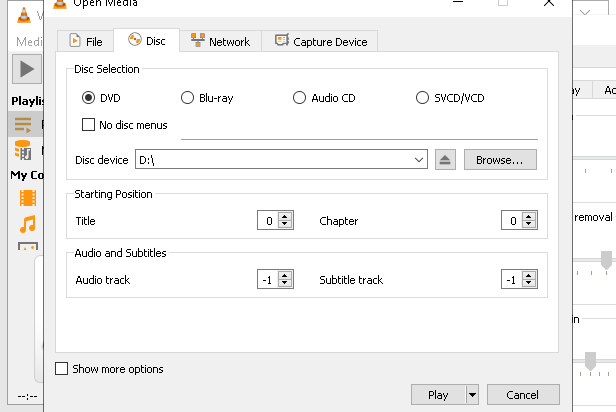 Open Media
Medi
File
Disc
Network
Capture Device
Disc Selection
DVD
Blu-ray
Audio CD
SVCD/VCD
No disc menus
Playlis
Disc device
D:\
Browse...
My Co
Starting Position
Title
0
Chapter
0
removal
Audio and Subtitles
Audio track
-1
Subtitle track
-1
in
Show more options
--:--
Play
Cancel